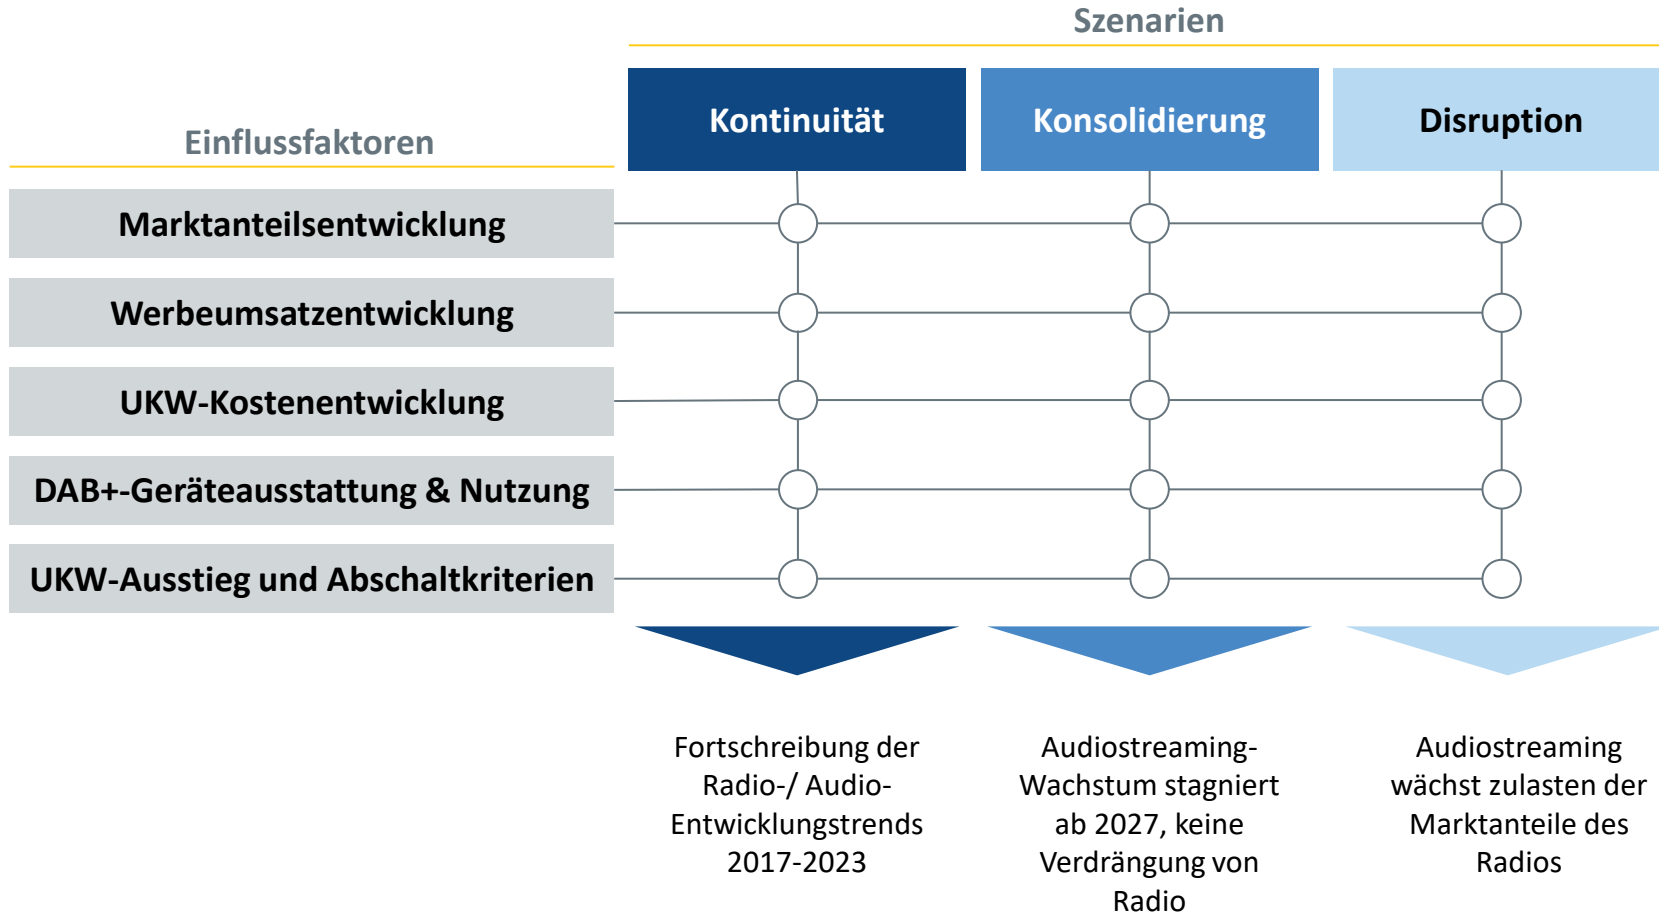 Szenarien
Kontinuität
Konsolidierung
Disruption
Einflussfaktoren
Marktanteilsentwicklung
Werbeumsatzentwicklung
UKW-Kostenentwicklung
DAB+-Geräteausstattung & Nutzung
UKW-Ausstieg und Abschaltkriterien
Fortschreibung der
Radio-/ Audio-
Entwicklungstrends
2017-2023
Audiostreaming-
Wachstum stagniert
ab 2027, keine
Verdrängung von
Radio
Audiostreaming
wächst zulasten der
Marktanteile des
Radios